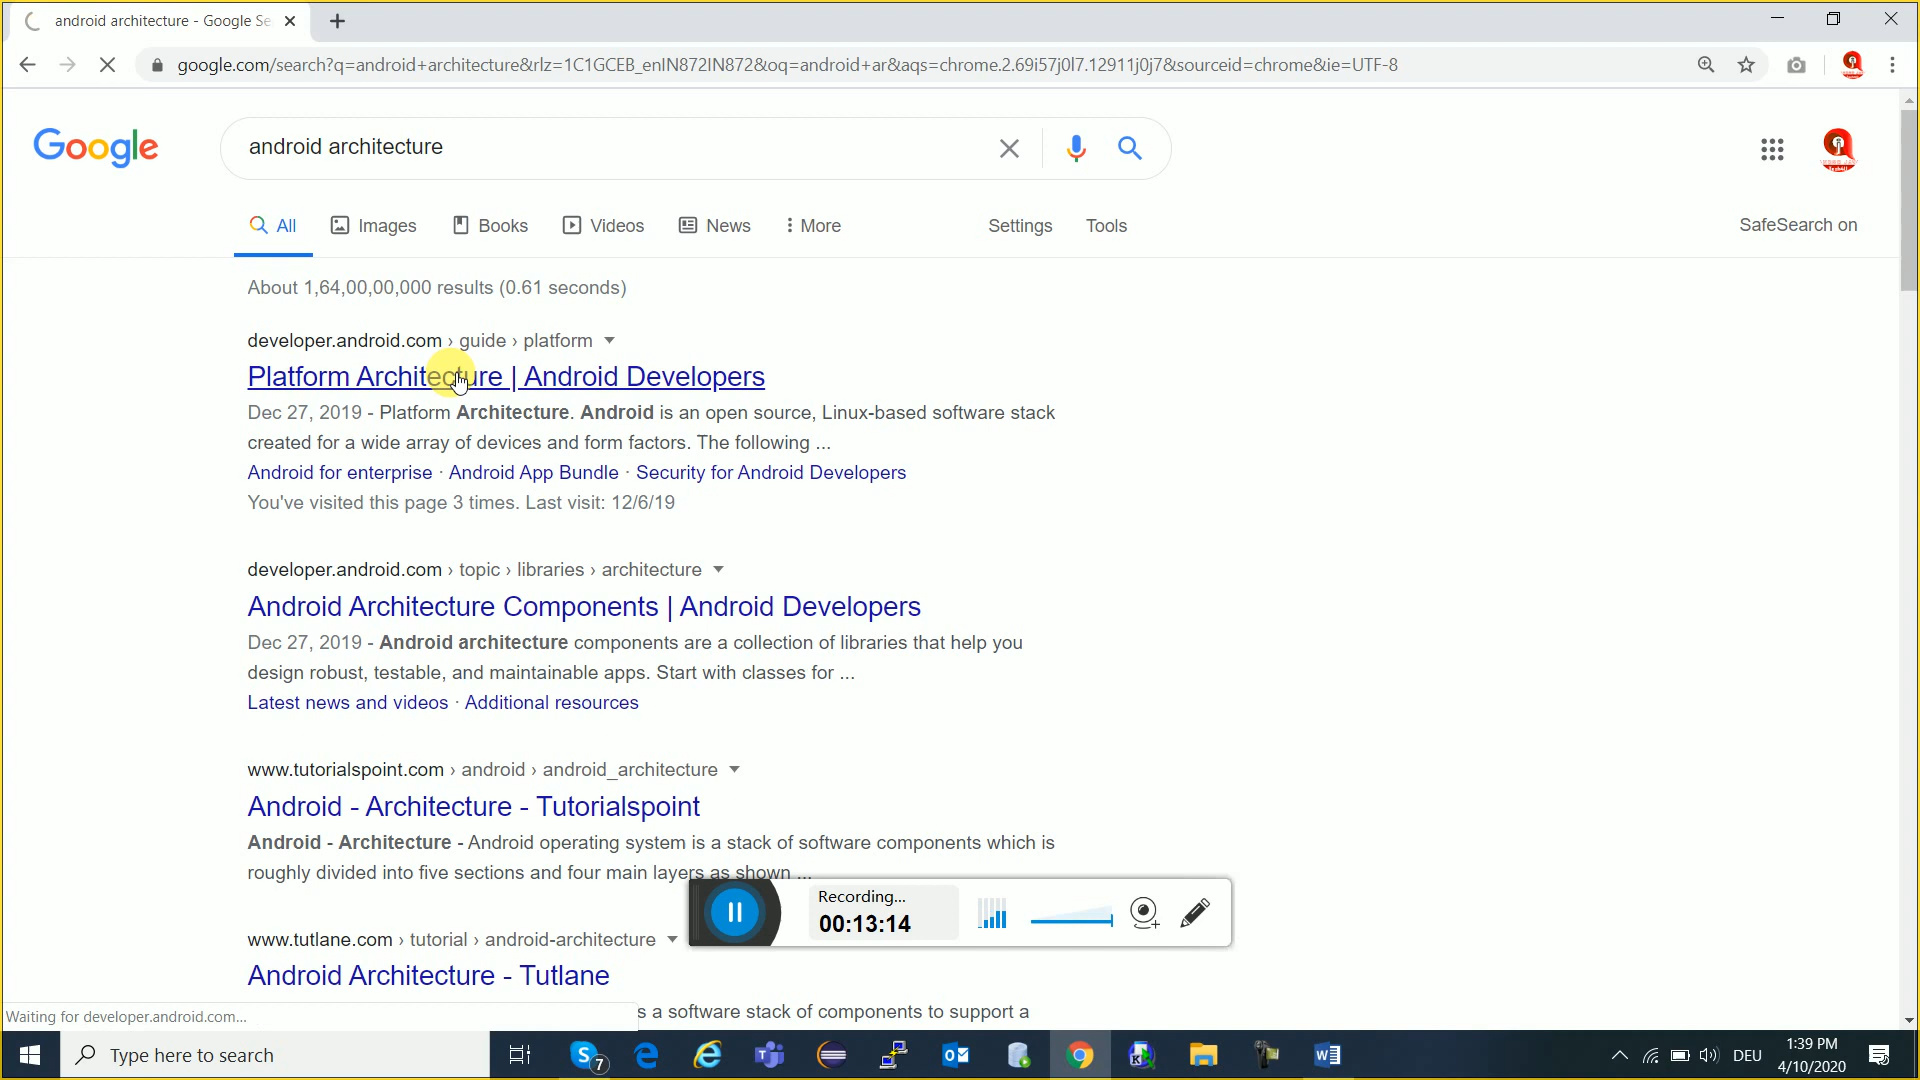 android architecture - Google Se
google.com/search?q=android+architecture&rlz=1C1GCEB_enIN872IN872&oq=android+ar&aqs=chrome.2.69i57j0l7.12911j0j7&sourceid=chrome&ie=UTF-8
Google
android architecture
All Images Books Videos News More Settings Tools SafeSearch on
About 1,64,00,00,000 results (0.61 seconds)
developer.android.com › guide › platform
Platform Architecture | Android Developers
Dec 27, 2019 - Platform Architecture. Android is an open source, Linux-based software stack
created for a wide array of devices and form factors. The following ...
Android for enterprise · Android App Bundle · Security for Android Developers
You've visited this page 3 times. Last visit: 12/6/19
developer.android.com › topic › libraries › architecture
Android Architecture Components | Android Developers
Dec 27, 2019 - Android architecture components are a collection of libraries that help you
design robust, testable, and maintainable apps. Start with classes for ...
Latest news and videos · Additional resources
www.tutorialspoint.com › android › android_architecture
Android - Architecture - Tutorialspoint
Android - Architecture - Android operating system is a stack of software components which is
roughly divided into five sections and four main layers as shown ...
Recording...
00:13:14
www.tutlane.com › tutorial › android-architecture
Android Architecture - Tutlane
s a software stack of components to support a
Waiting for developer.android.com...
Type here to search
7
DEU
1:39 PM
4/10/2020